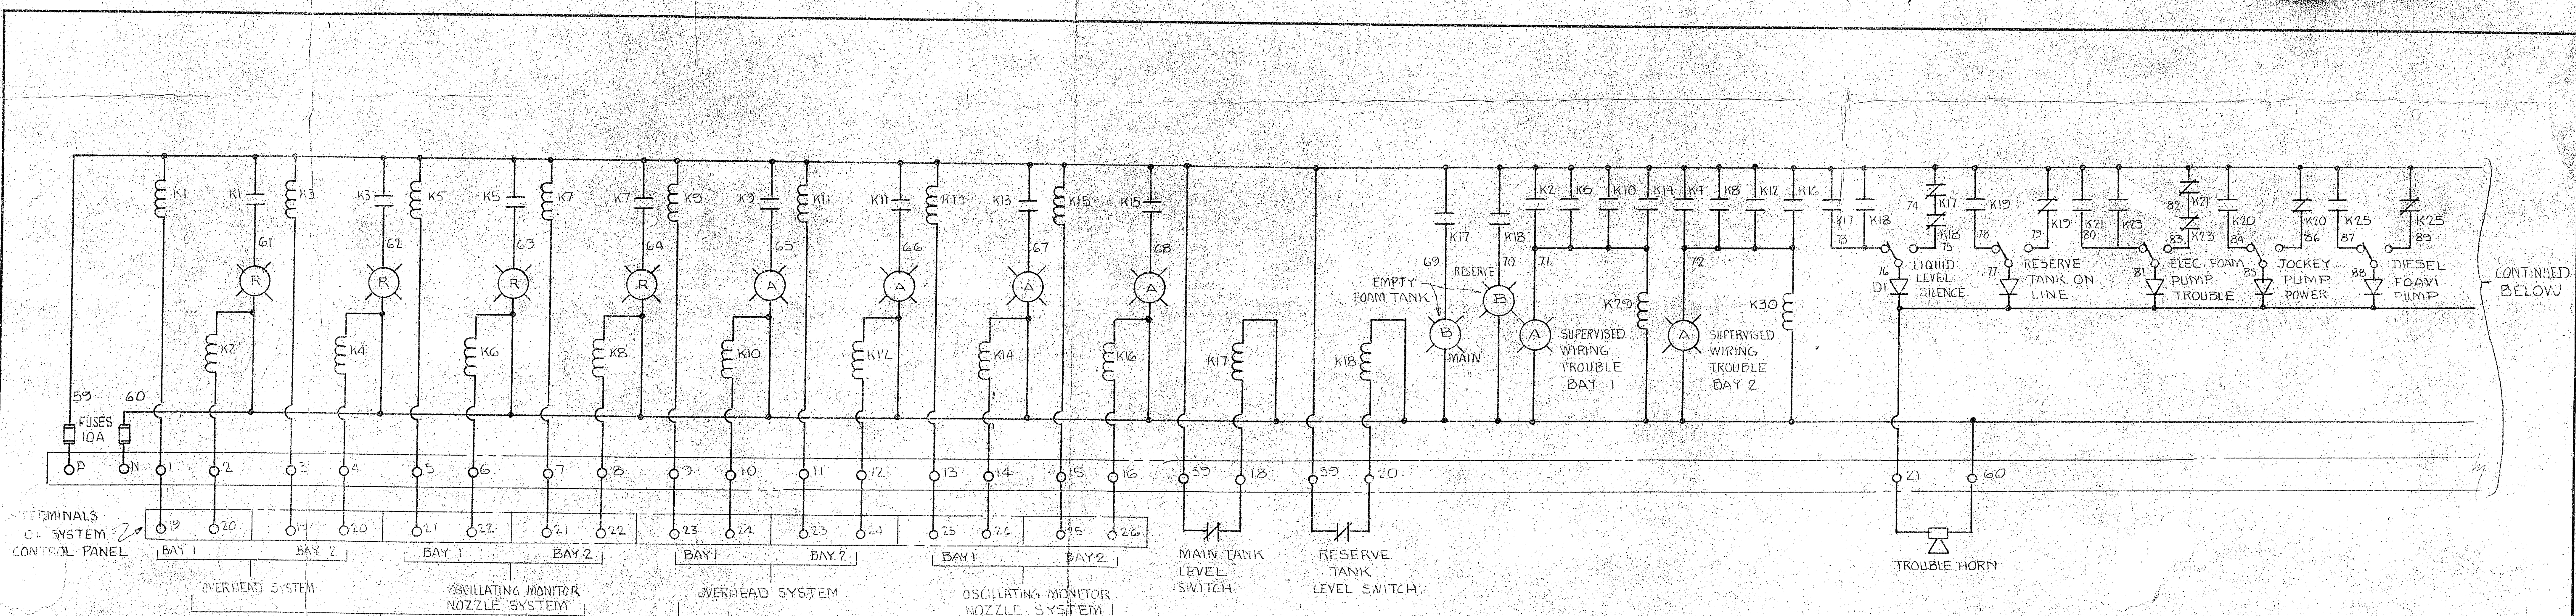 K1 K1 K3 K3 K5 K5 K7 K7 K9 K9 K11 K11 K13 K13 K15 K15
K2 K6 K10 K14 K4 K8 K12 K16 K17 K18 K17 K19 K19 K21 K23 K21 K20 K20 K25 K25
74 K18 82 K23
73 75 78 79 80 83 84 86 87 89
61 62 63 64 65 66 67 68
K17 K18
69 70 71 72
R R R R A A A A
RESERVE
B
EMPTY
FOAM TANK
B
MAIN
A
SUPERVISED
WIRING
TROUBLE
BAY 1
K29
A
SUPERVISED
WIRING
TROUBLE
BAY 2
K30
76
D1
LIQUID
LEVEL
SILENCE
77
RESERVE
TANK ON
LINE
81
ELEC. FOAM
PUMP
TROUBLE
85
JOCKEY
PUMP
POWER
88
DIESEL
FOAM
PUMP
CONTINUED
BELOW
K2 K4 K6 K8 K10 K12 K14 K16 K17 K18
59 60
FUSES
10A
P N 1 2 3 4 5 6 7 8 9 10 11 12 13 14 15 16 59 18 59 20 21 60
TERMINALS
OF SYSTEM
CONTROL PANEL
19 20 19 20 21 22 21 22 23 24 23 24 25 26 25 26
BAY 1 BAY 2 BAY 1 BAY 2 BAY 1 BAY 2 BAY 1 BAY 2
OVERHEAD SYSTEM
OSCILLATING MONITOR
NOZZLE SYSTEM
OVERHEAD SYSTEM
OSCILLATING MONITOR
NOZZLE SYSTEM
MAIN TANK
LEVEL
SWITCH
RESERVE
TANK
LEVEL SWITCH
TROUBLE HORN